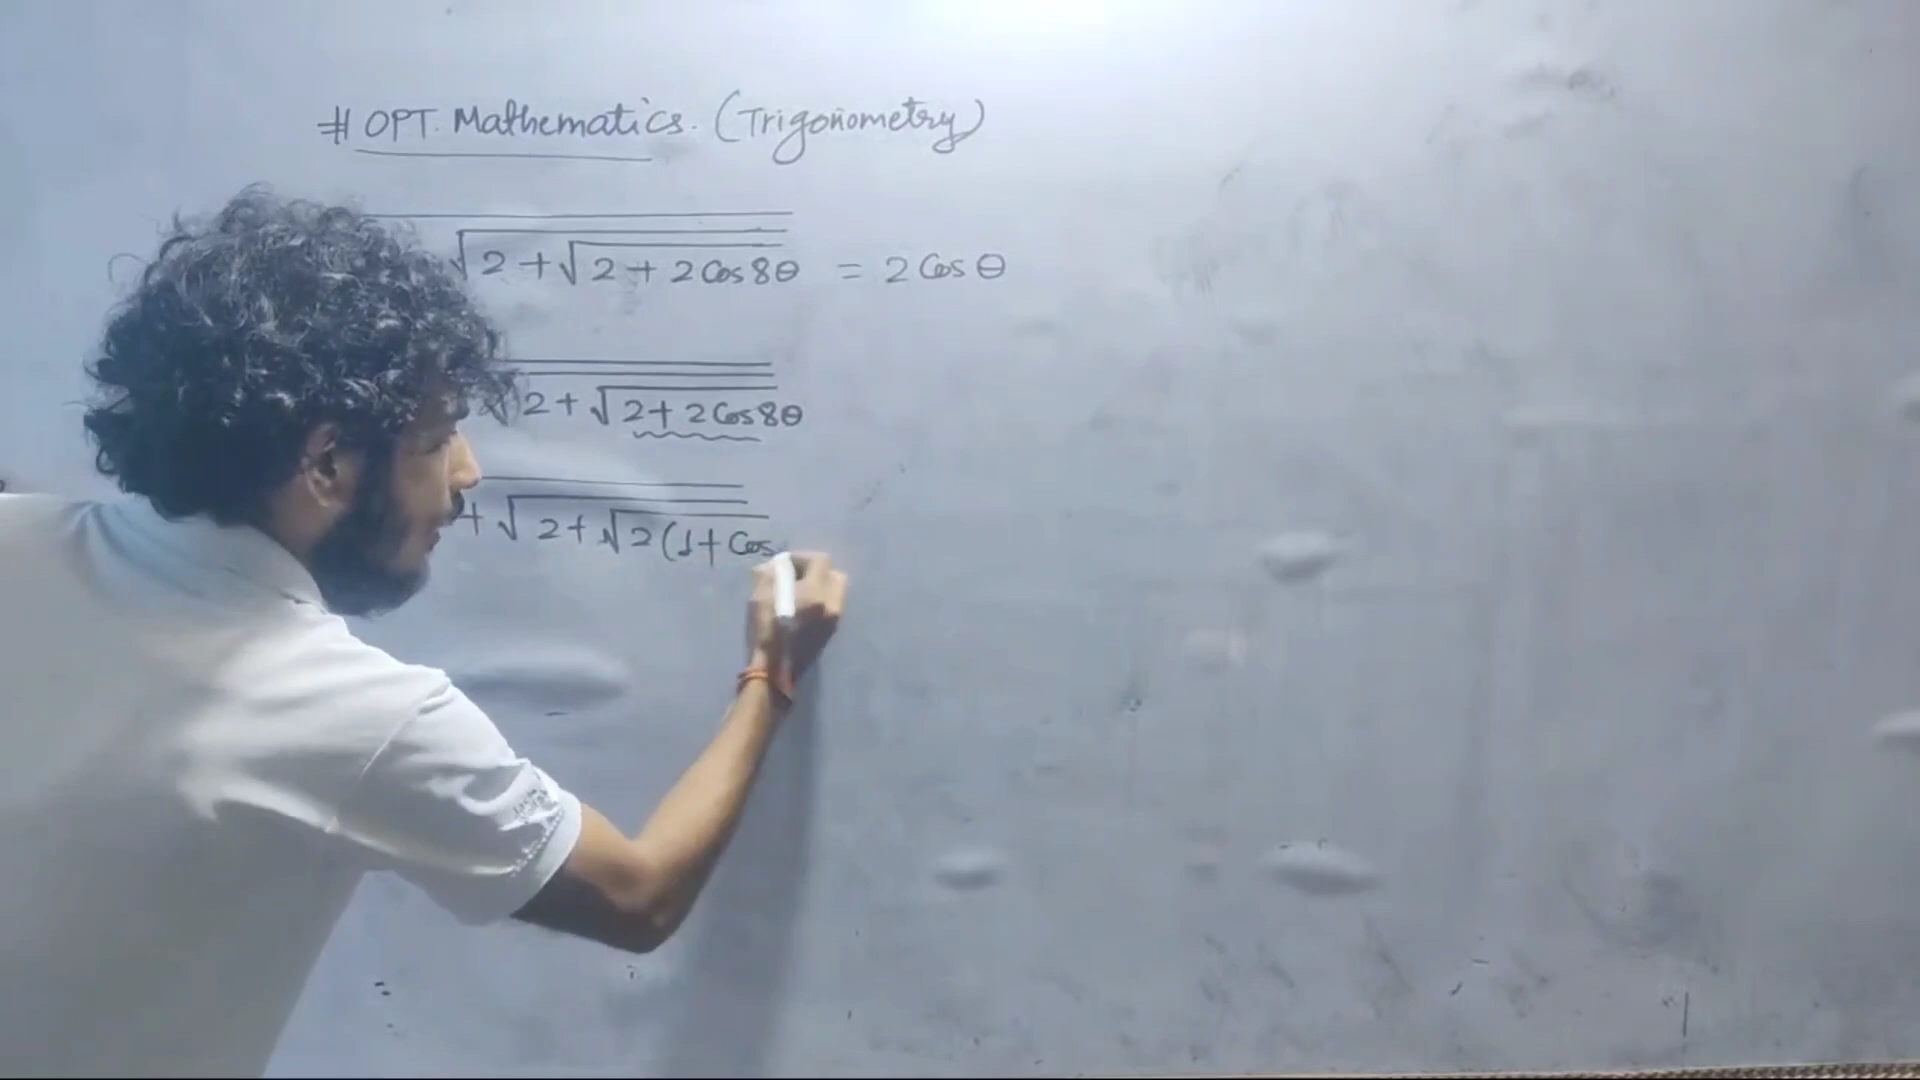 # OPT. Mathematics. (Trigonometry)
√2+√2+2Cos8θ = 2Cosθ
√2+√2+2Cos8θ
+√2+√2(1+Cos